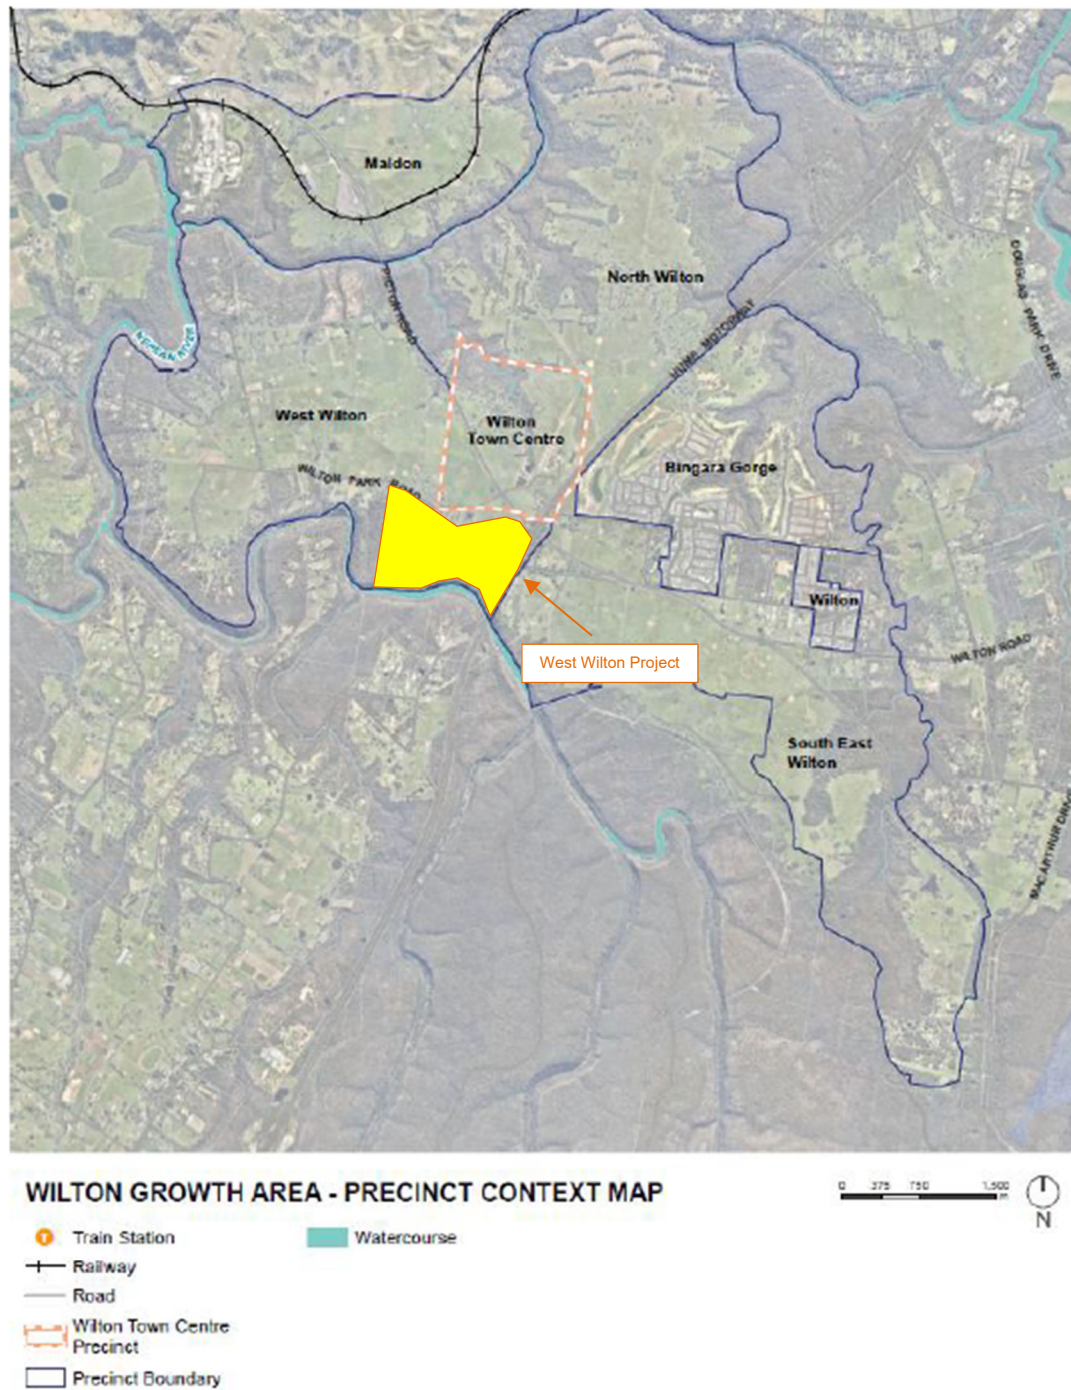 Maldon
North Wilton
PICTON ROAD
DOUGLAS PARK DRIVE
HUME MOTORWAY
NEPEAN RIVER
West Wilton
Wilton
Town Centre
Bingara Gorge
WILTON PARK ROAD
Wilton
WILTON ROAD
West Wilton Project
South East
Wilton
MACARTHUR DRIVE
WILTON GROWTH AREA - PRECINCT CONTEXT MAP
0 375 750 1,500
m
N
T Train Station
Watercourse
Railway
Road
Wilton Town Centre
Precinct
Precinct Boundary